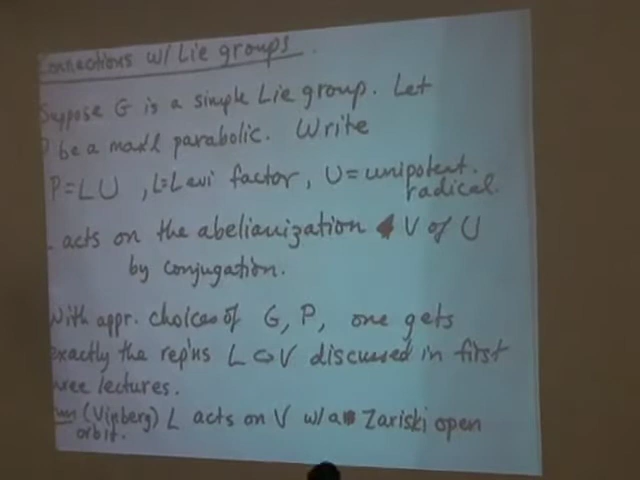 Connections w/ Lie groups.
Suppose G is a simple Lie group. Let
P be a max'l parabolic. Write
P=LU, L=Levi factor, U=unipotent radical.
L acts on the abelianization V of U
by conjugation.
With appr. choices of G, P, one gets
exactly the rep'ns L ↻ V discussed in first
three lectures.
Thm (Vinberg) L acts on V w/a Zariski open
orbit.